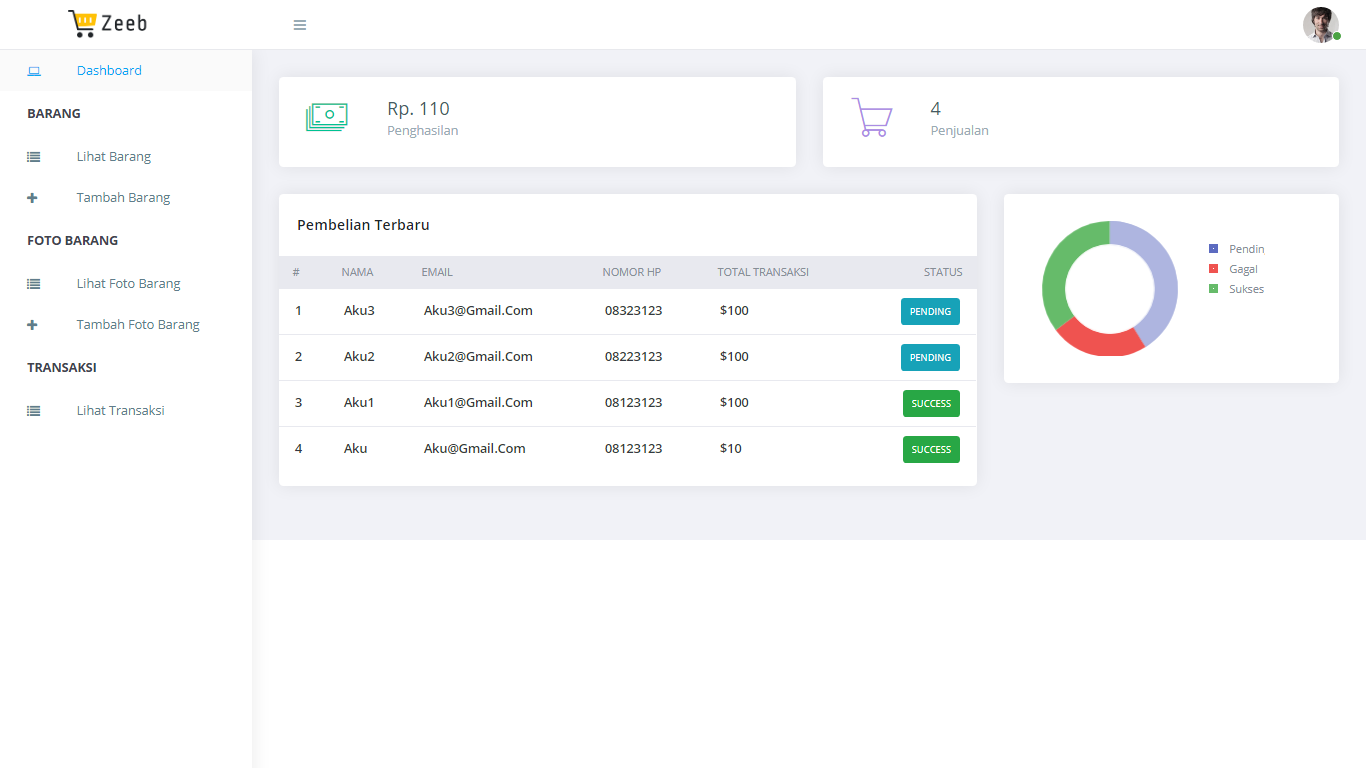 Zeeb
Dashboard
BARANG
Lihat Barang
Tambah Barang
FOTO BARANG
Lihat Foto Barang
Tambah Foto Barang
TRANSAKSI
Lihat Transaksi
Rp. 110
Penghasilan
4
Penjualan
Pembelian Terbaru
# NAMA EMAIL NOMOR HP TOTAL TRANSAKSI STATUS
1 Aku3 Aku3@Gmail.Com 08323123 $100 PENDING
2 Aku2 Aku2@Gmail.Com 08223123 $100 PENDING
3 Aku1 Aku1@Gmail.Com 08123123 $100 SUCCESS
4 Aku Aku@Gmail.Com 08123123 $10 SUCCESS
Pendin
Gagal
Sukses